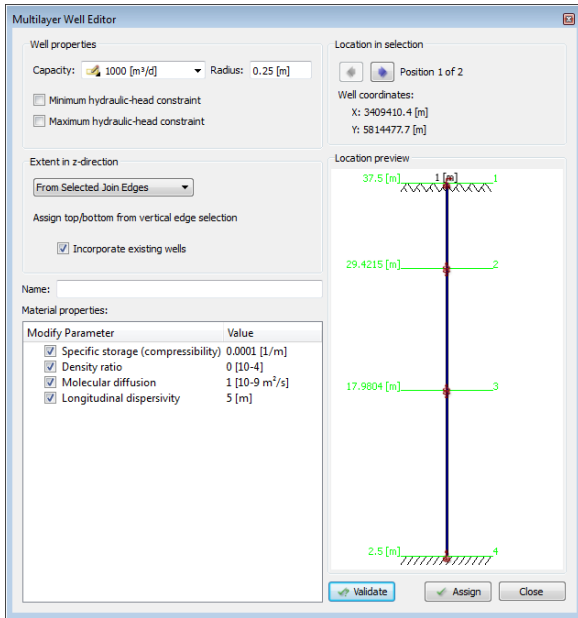 Multilayer Well Editor
Well properties
Capacity: 1000 [m³/d] Radius: 0.25 [m]
Minimum hydraulic-head constraint
Maximum hydraulic-head constraint
Extent in z-direction
From Selected Join Edges
Assign top/bottom from vertical edge selection
Incorporate existing wells
Name:
Material properties:
Modify Parameter Value
Specific storage (compressibility) 0.0001 [1/m]
Density ratio 0 [10-4]
Molecular diffusion 1 [10-9 m²/s]
Longitudinal dispersivity 5 [m]
Location in selection
Position 1 of 2
Well coordinates:
X: 3409410.4 [m]
Y: 5814477.7 [m]
Location preview
37.5 [m] 1 [m] 1
29.4215 [m] 2
17.9804 [m] 3
2.5 [m] 4
Validate Assign Close